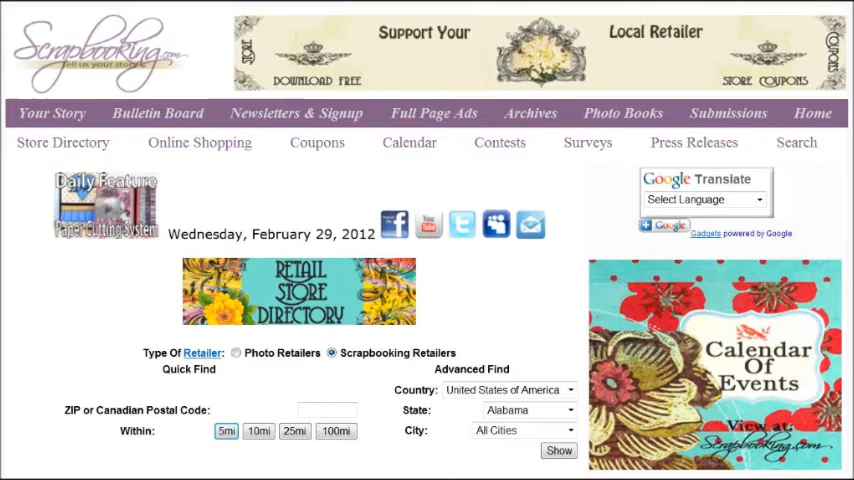 Scrapbooking.com
Tell us your story
STORE
Support Your
Local Retailer
COUPONS
DOWNLOAD FREE
STORE COUPONS
Your Story
Bulletin Board
Newsletters & Signup
Full Page Ads
Archives
Photo Books
Submissions
Home
Store Directory
Online Shopping
Coupons
Calendar
Contests
Surveys
Press Releases
Search
Daily Feature
Paper Cutting System
Wednesday, February 29, 2012
f
You
Tube
t
Google Translate
Select Language
Google
Gadgets powered by Google
RETAIL
STORE
DIRECTORY
Type Of Retailer: Photo Retailers Scrapbooking Retailers
Quick Find
Advanced Find
Country: United States of America
ZIP or Canadian Postal Code:
State: Alabama
Within: 5mi 10mi 25mi 100mi
City: All Cities
Show
Calendar
Of
Events
View at:
Scrapbooking.com